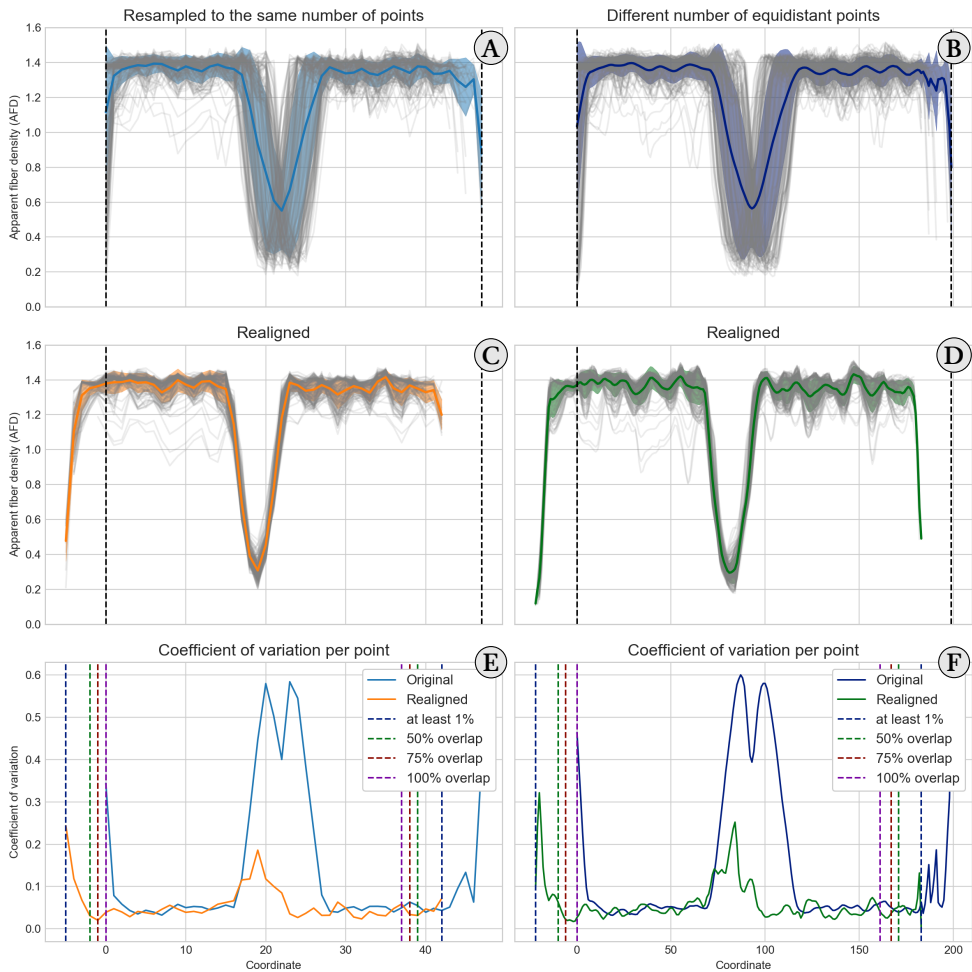 Resampled to the same number of points
Different number of equidistant points
A
B
Apparent fiber density (AFD)
1.6
1.4
1.2
1.0
0.8
0.6
0.4
0.2
0.0
Realigned
Realigned
C
D
Apparent fiber density (AFD)
1.6
1.4
1.2
1.0
0.8
0.6
0.4
0.2
0.0
Coefficient of variation per point
Coefficient of variation per point
E
F
Coefficient of variation
0.6
0.5
0.4
0.3
0.2
0.1
0.0
Original
Realigned
at least 1%
50% overlap
75% overlap
100% overlap
Original
Realigned
at least 1%
50% overlap
75% overlap
100% overlap
0 10 20 30 40
0 50 100 150 200
Coordinate
Coordinate